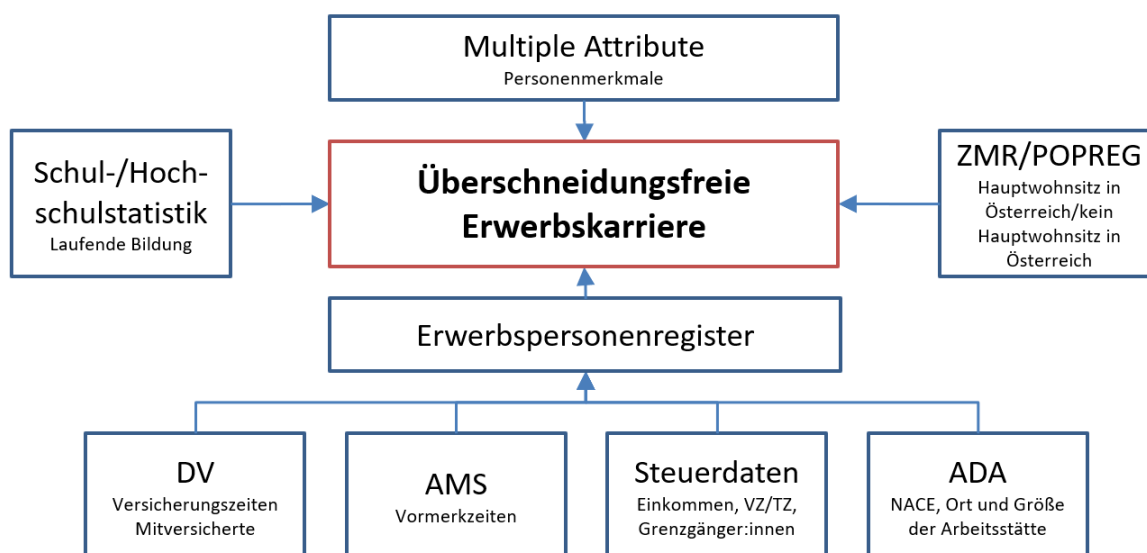 Multiple Attribute
Personenmerkmale
Schul-/Hoch-
schulstatistik
Laufende Bildung
Überschneidungsfreie
Erwerbskarriere
ZMR/POPREG
Hauptwohnsitz in
Österreich/kein
Hauptwohnsitz in
Österreich
Erwerbspersonenregister
DV
Versicherungszeiten
Mitversicherte
AMS
Vormerkzeiten
Steuerdaten
Einkommen, VZ/TZ,
Grenzgänger:innen
ADA
NACE, Ort und Größe
der Arbeitsstätte